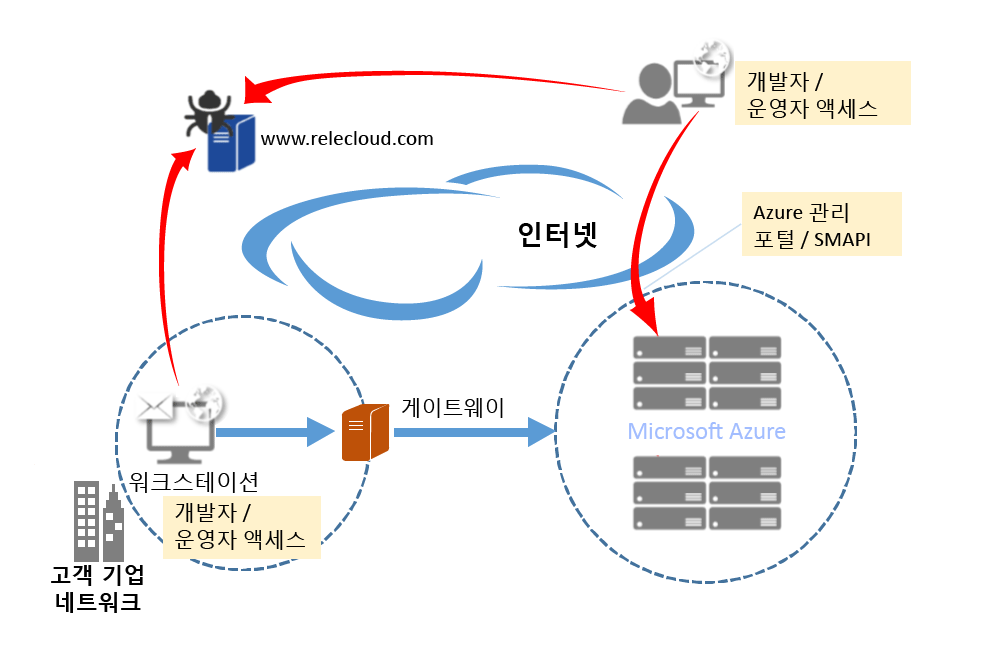 개발자 /
운영자 액세스
www.relecloud.com
인터넷
Azure 관리
포털 / SMAPI
게이트웨이
Microsoft Azure
워크스테이션
개발자 /
운영자 액세스
고객 기업
네트워크